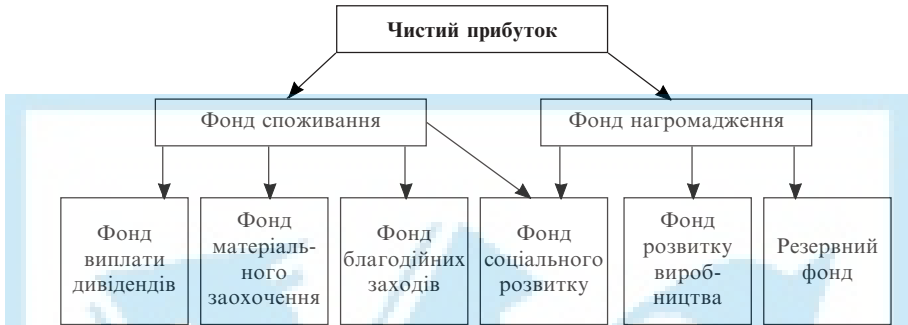 Чистий прибуток
Фонд споживання
Фонд нагромадження
Фонд
виплати
дивідендів
Фонд
матеріаль-
ного
заохочення
Фонд
благодійних
заходів
Фонд
соціального
розвитку
Фонд
розвитку
вироб-
ництва
Резервний
фонд